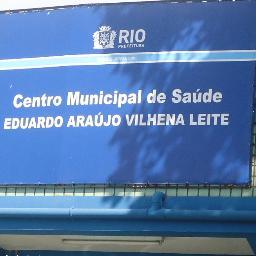 RIO
PREFEITURA
Centro Municipal de Saúde
EDUARDO ARAÚJO VILHENA LEITE